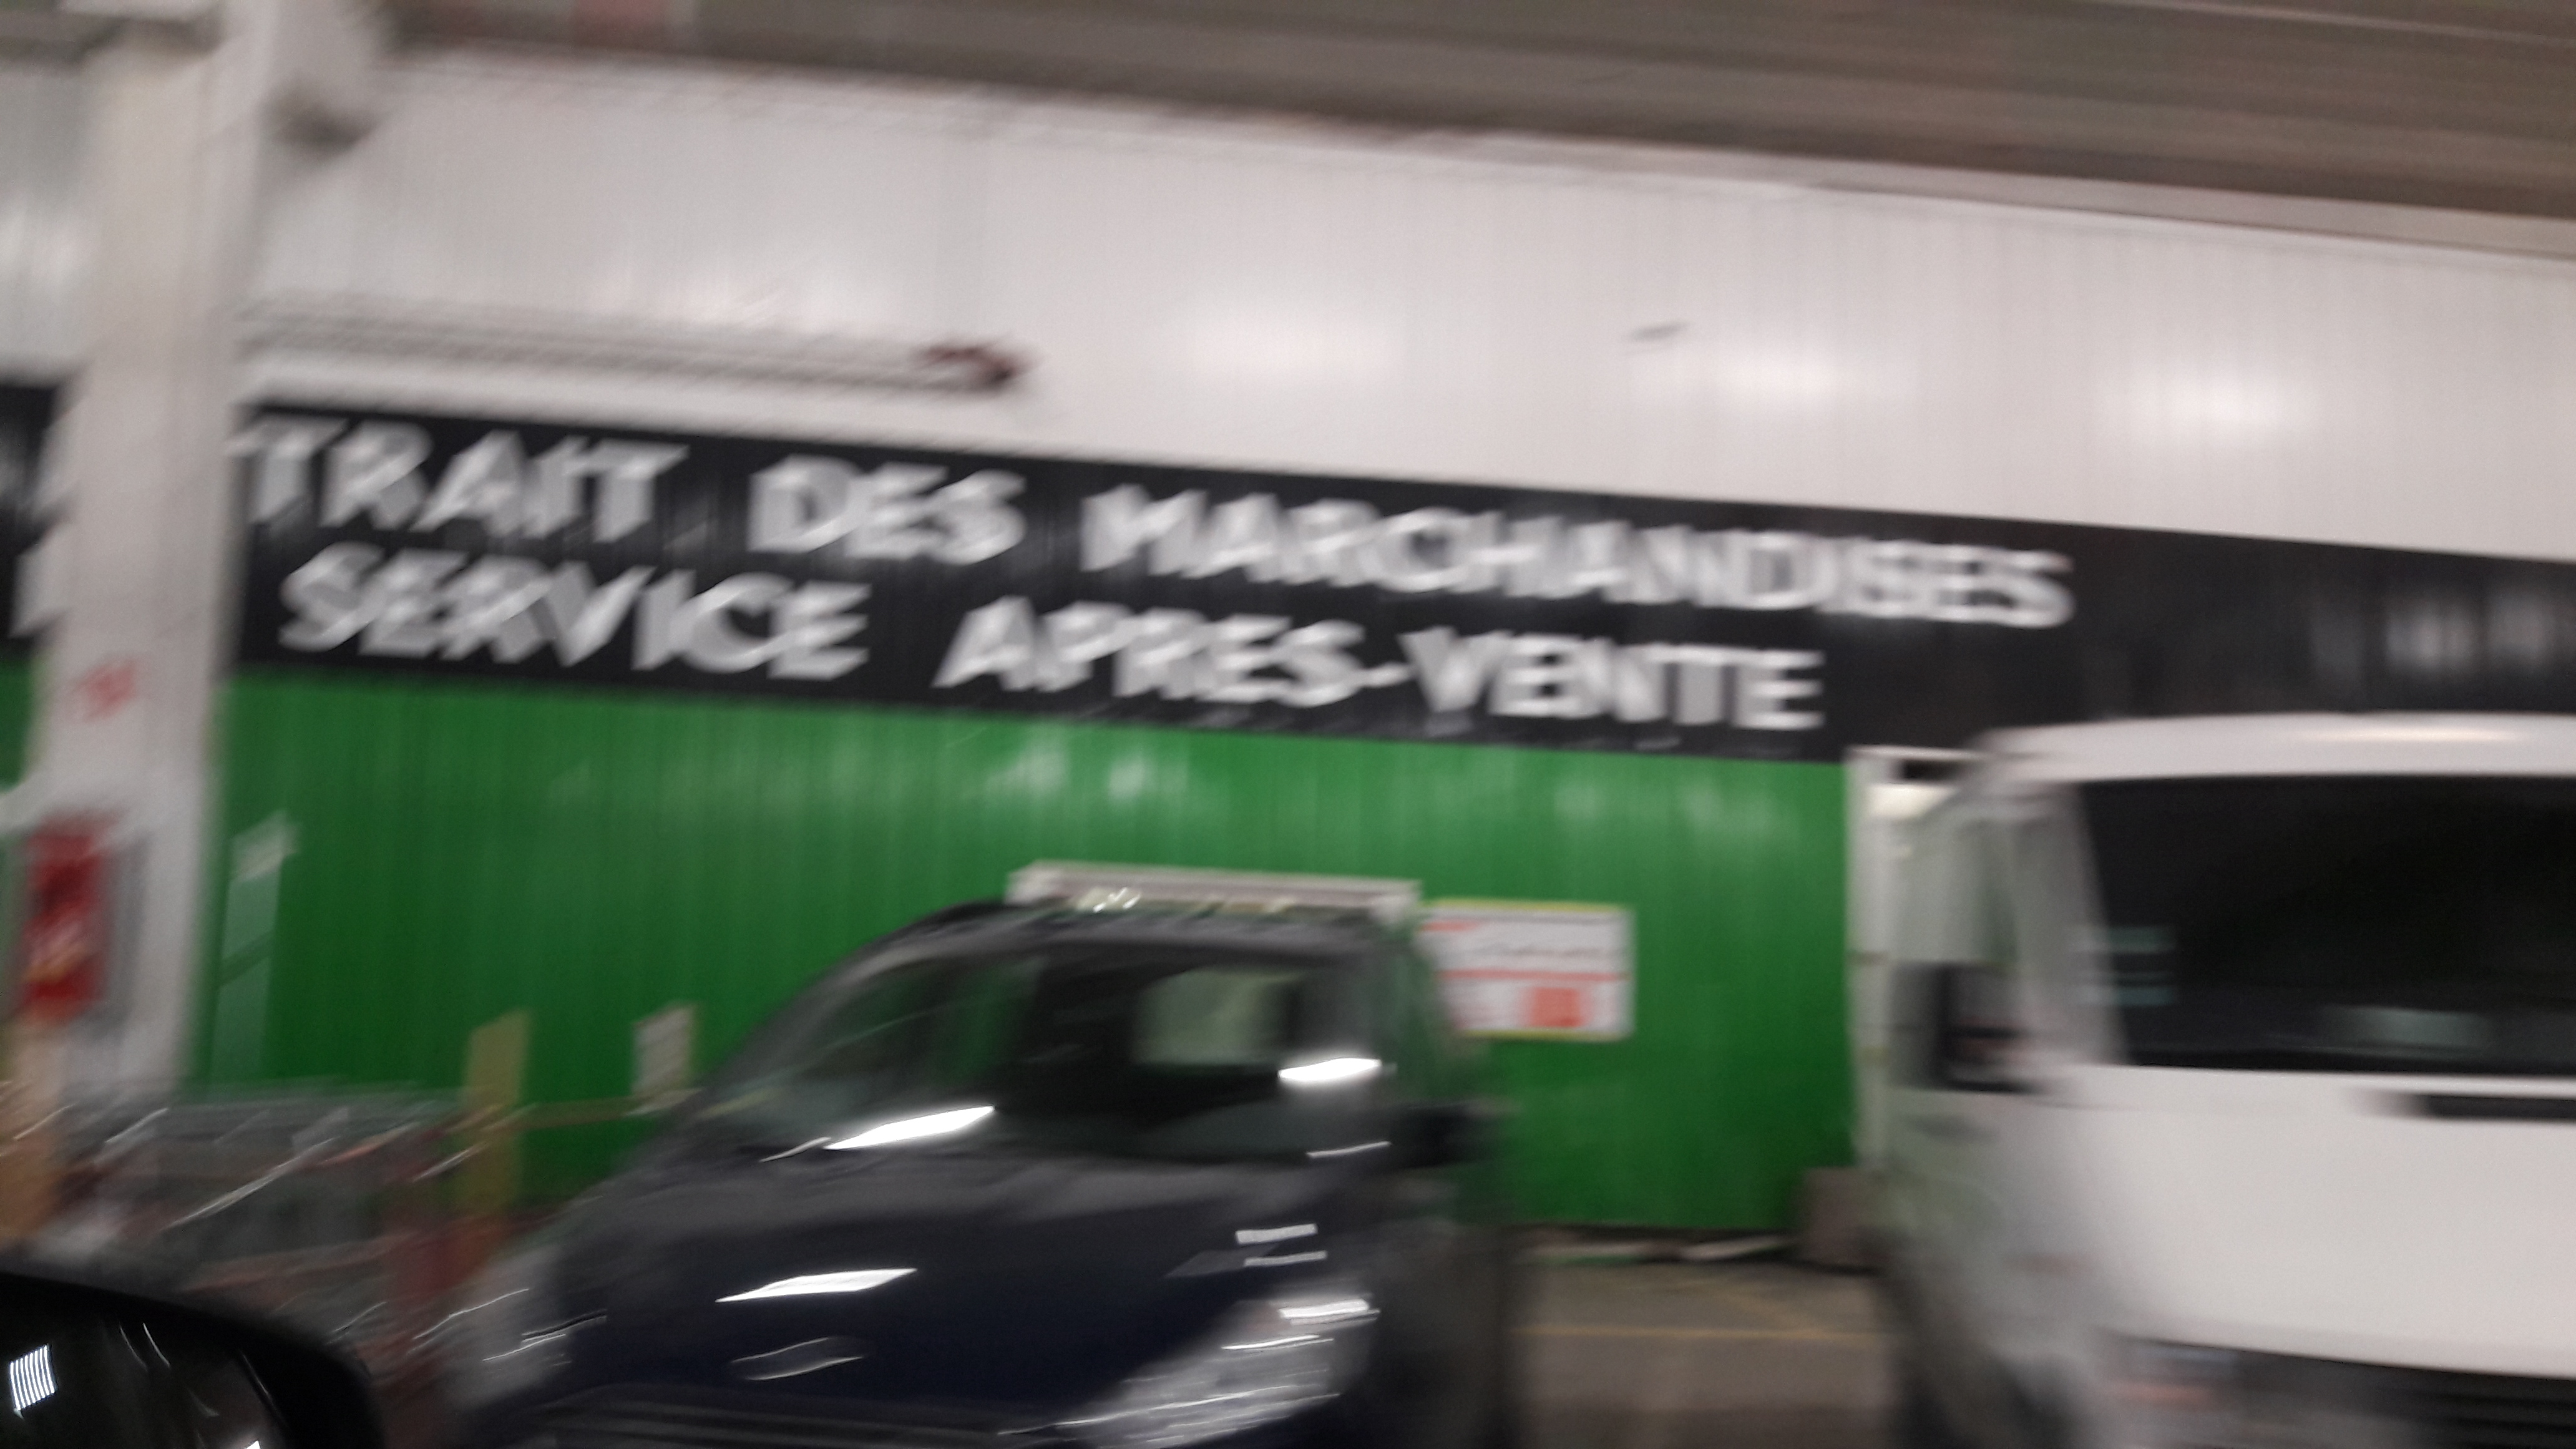 TRAIT DES MARCHANDISES
SERVICE APRES-VENTE